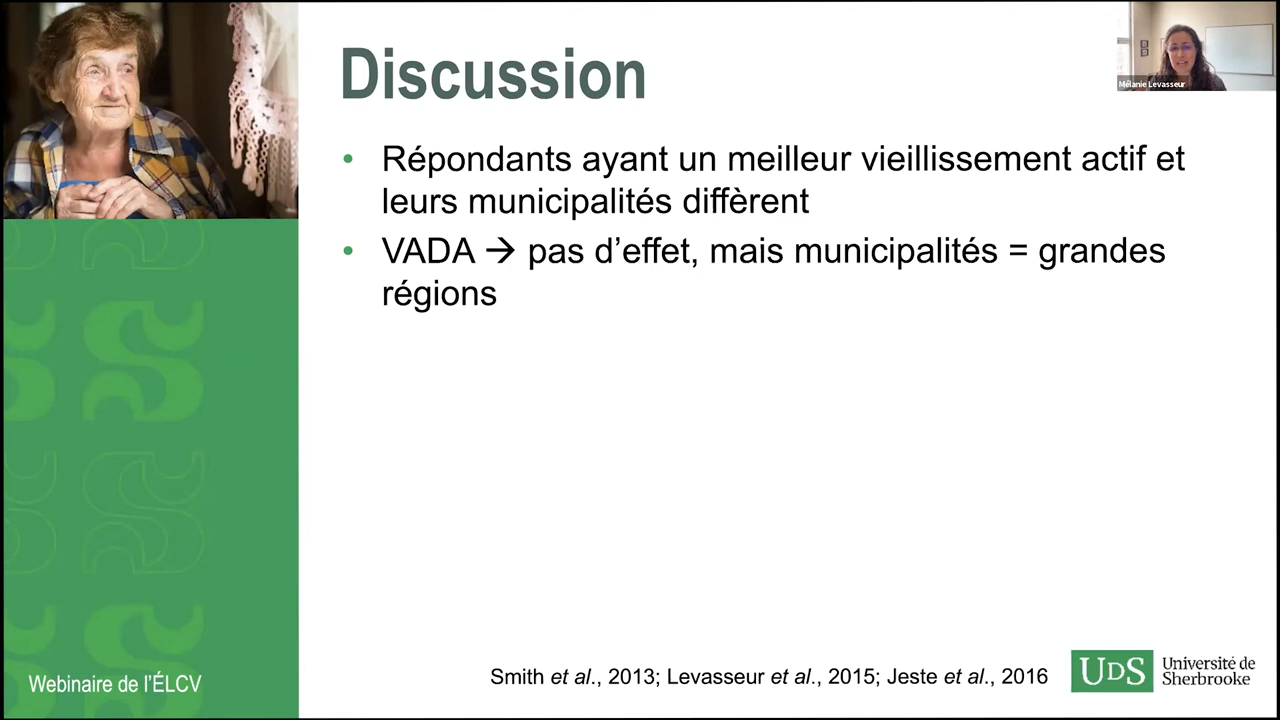 Discussion
Mélanie Levasseur
• Répondants ayant un meilleur vieillissement actif et
leurs municipalités diffèrent
• VADA → pas d’effet, mais municipalités = grandes
régions
Webinaire de l’ÉLCV
Smith et al., 2013; Levasseur et al., 2015; Jeste et al., 2016
UDS
Université de
Sherbrooke